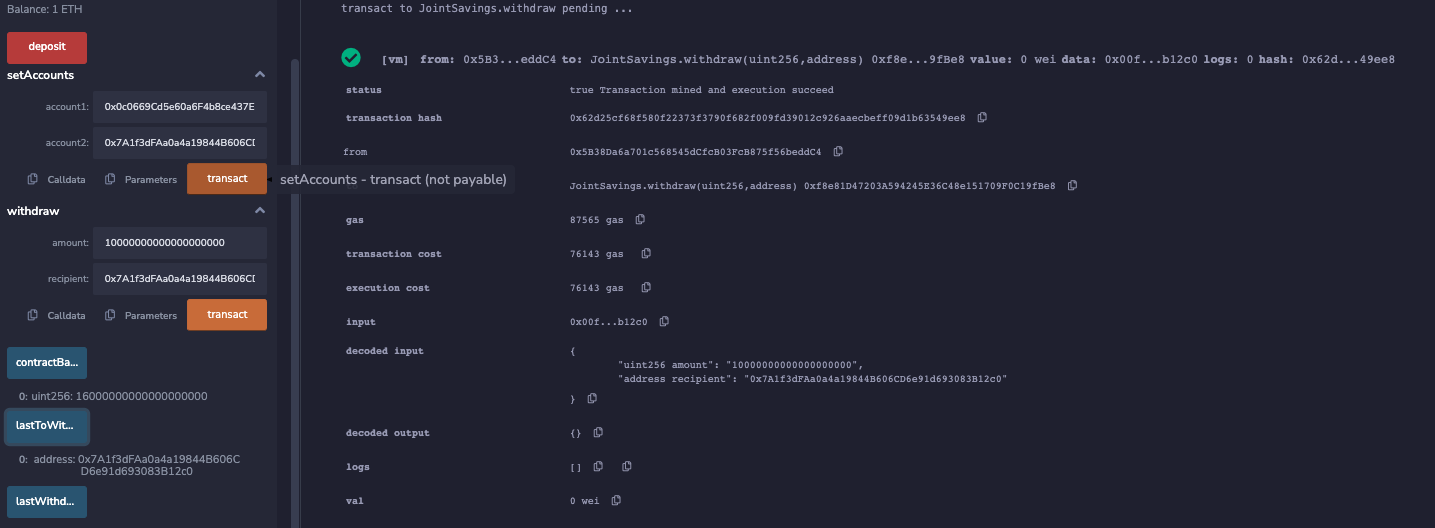 Balance: 1 ETH
deposit
setAccounts
account1: 0x0c0669Cd5e60a6F4b8ce437E
account2: 0x7A1f3dFAa0a4a19844B606CD
Calldata Parameters transact
setAccounts - transact (not payable)
withdraw
amount: 10000000000000000000
recipient: 0x7A1f3dFAa0a4a19844B606CD
Calldata Parameters transact
contractBa...
0: uint256: 16000000000000000000
lastToWit...
0: address: 0x7A1f3dFAa0a4a19844B606C
D6e91d693083B12c0
lastWithd...
transact to JointSavings.withdraw pending ...
[vm] from: 0x5B3...eddC4 to: JointSavings.withdraw(uint256,address) 0xf8e...9fBe8 value: 0 wei data: 0x00f...b12c0 logs: 0 hash: 0x62d...49ee8
status true Transaction mined and execution succeed
transaction hash 0x62d25cf68f580f22373f3790f682f009fd39012c926aaecbeff09d1b63549ee8
from 0x5B38Da6a701c568545dCfcB03FcB875f56beddC4
JointSavings.withdraw(uint256,address) 0xf8e81D47203A594245E36C48e151709F0C19fBe8
gas 87565 gas
transaction cost 76143 gas
execution cost 76143 gas
input 0x00f...b12c0
decoded input {
"uint256 amount": "10000000000000000000",
"address recipient": "0x7A1f3dFAa0a4a19844B606CD6e91d693083B12c0"
}
decoded output {}
logs []
val 0 wei